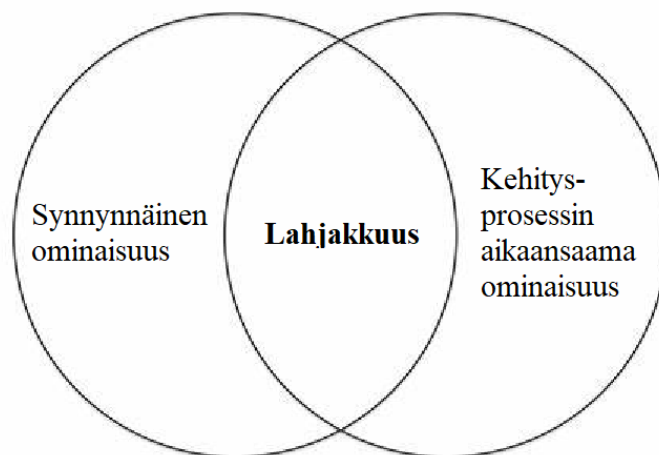 Synnynnäinen
ominaisuus
Lahjakkuus
Kehitys-
prosessin
aikaansaama
ominaisuus